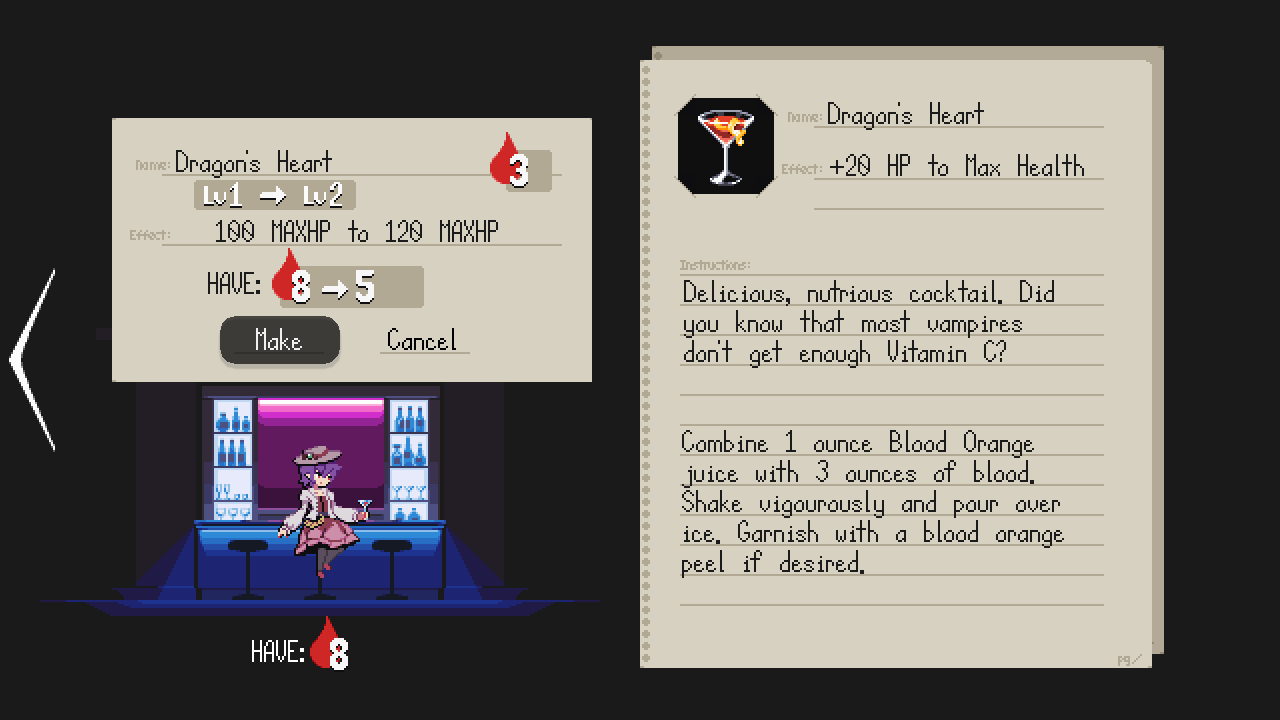 Name: Dragon's Heart
3
Lv1 → Lv2
Effect: 100 MAXHP to 120 MAXHP
HAVE: 8 → 5
Make Cancel
HAVE: 8
Name: Dragon's Heart
Effect: +20 HP to Max Health
Instructions:
Delicious, nutrious cocktail. Did
you know that most vampires
don't get enough Vitamin C?
Combine 1 ounce Blood Orange
juice with 3 ounces of blood.
Shake vigourously and pour over
ice. Garnish with a blood orange
peel if desired.
pg/